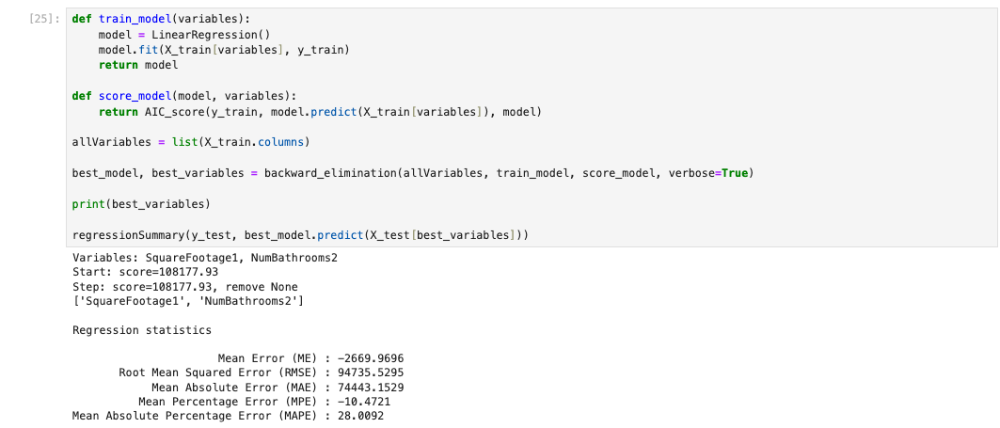 [25]: def train_model(variables):
    model = LinearRegression()
    model.fit(X_train[variables], y_train)
    return model

def score_model(model, variables):
    return AIC_score(y_train, model.predict(X_train[variables]), model)

allVariables = list(X_train.columns)

best_model, best_variables = backward_elimination(allVariables, train_model, score_model, verbose=True)

print(best_variables)

regressionSummary(y_test, best_model.predict(X_test[best_variables]))
Variables: SquareFootage1, NumBathrooms2
Start: score=108177.93
Step: score=108177.93, remove None
['SquareFootage1', 'NumBathrooms2']

Regression statistics

                      Mean Error (ME) : -2669.9696
       Root Mean Squared Error (RMSE) : 94735.5295
            Mean Absolute Error (MAE) : 74443.1529
          Mean Percentage Error (MPE) : -10.4721
Mean Absolute Percentage Error (MAPE) : 28.0092